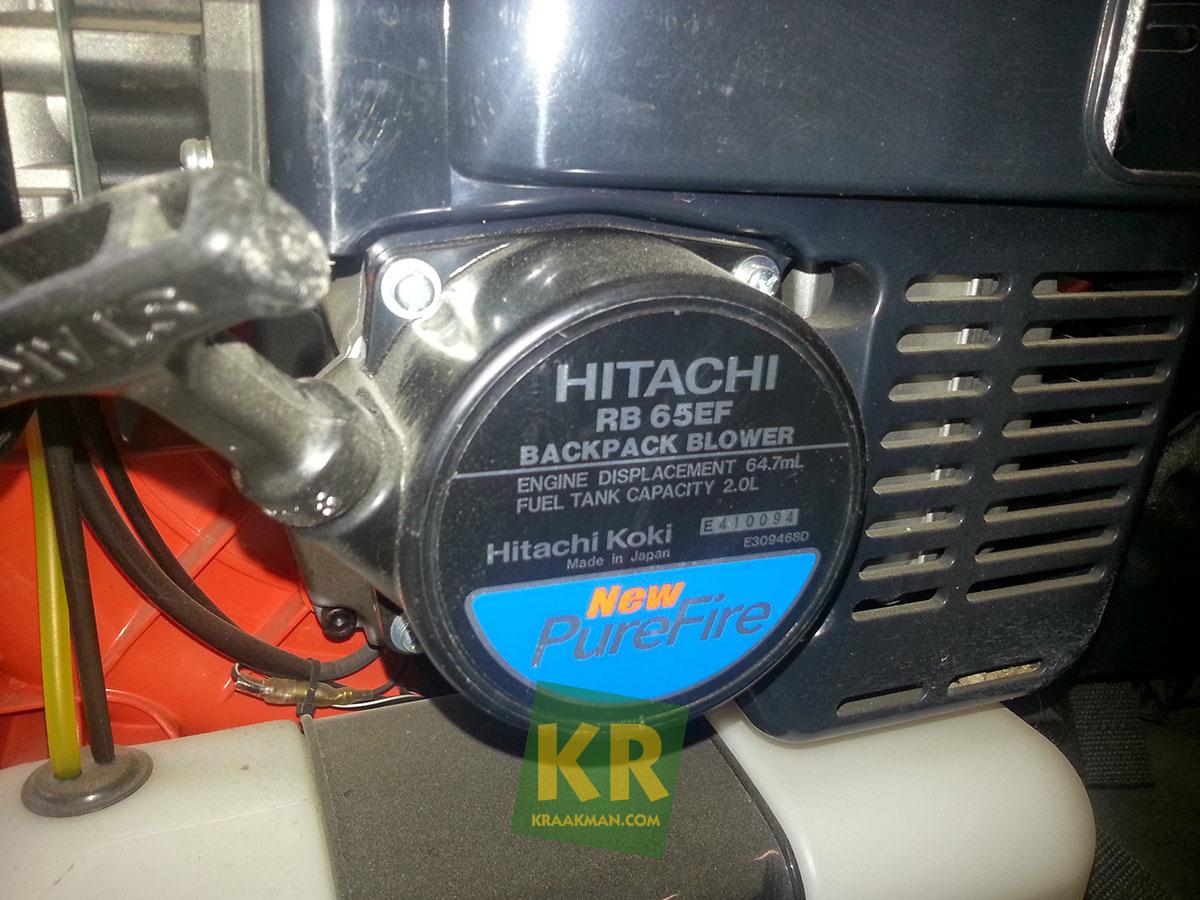 HITACHI
RB 65EF
BACKPACK BLOWER
ENGINE DISPLACEMENT 64.7mL
FUEL TANK CAPACITY 2.0L
E410094
Hitachi Koki
E309468D
Made in Japan
New
PureFire
KR
KRAAKMAN.COM